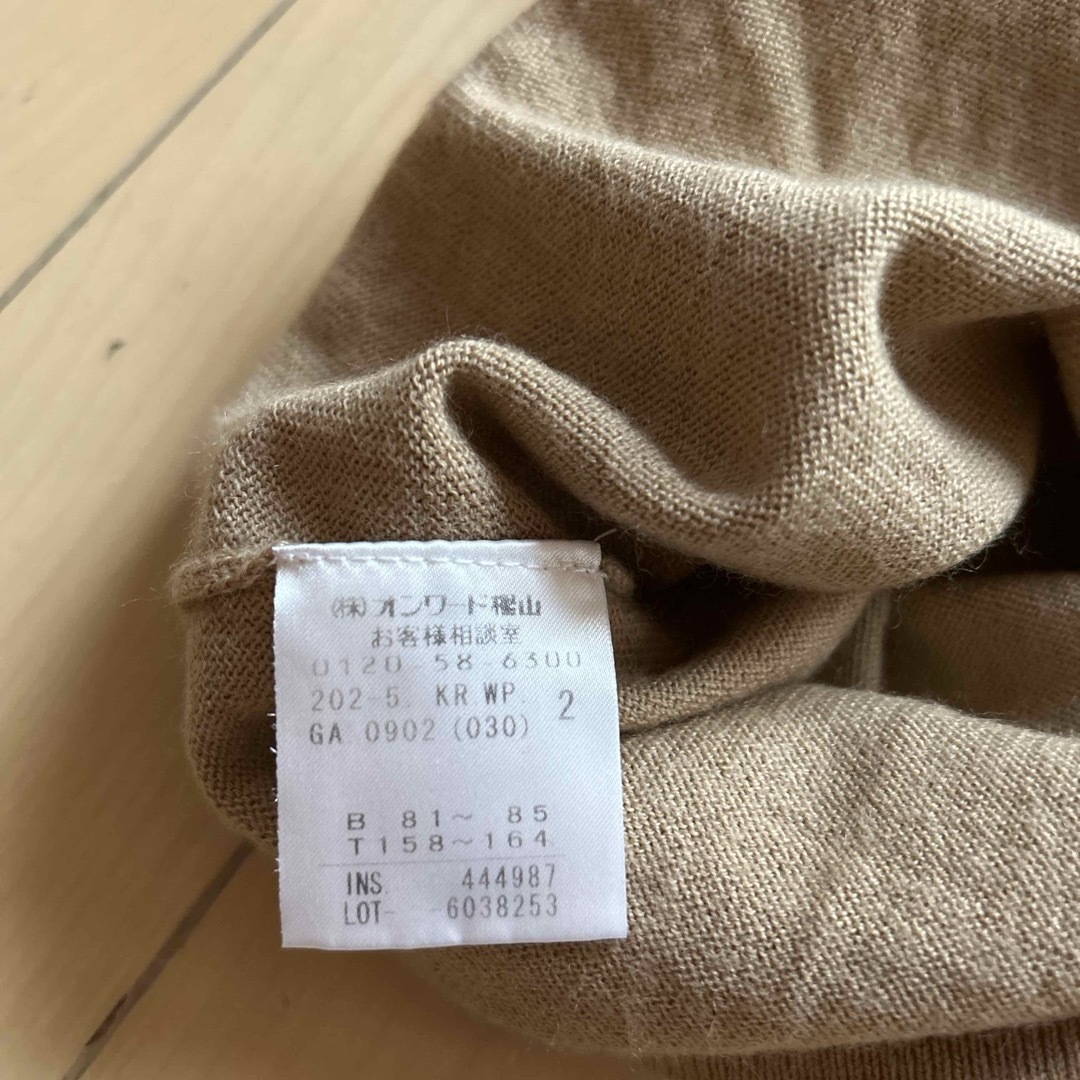 (株)オンワード樫山
お客様相談室
0120-58-6300
202-5. KR WP. 2
GA 0902 (030)
B 81～ 85
T158～164
INS. 444987
LOT- -6038253